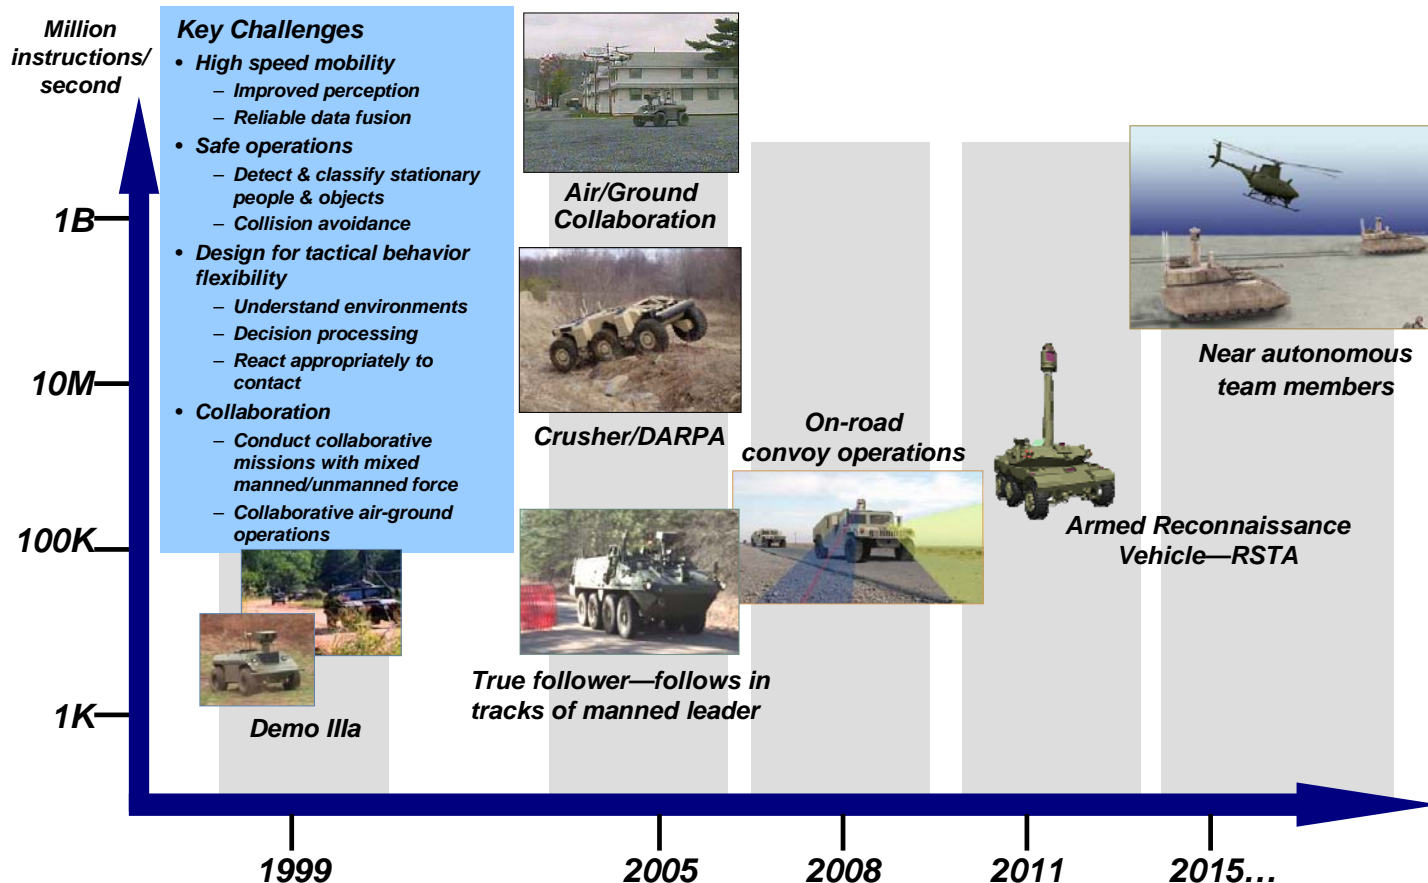 Million
instructions/
second
Key Challenges
• High speed mobility
– Improved perception
– Reliable data fusion
• Safe operations
– Detect & classify stationary
people & objects
– Collision avoidance
• Design for tactical behavior
flexibility
– Understand environments
– Decision processing
– React appropriately to
contact
• Collaboration
– Conduct collaborative
missions with mixed
manned/unmanned force
– Collaborative air-ground
operations
1B
10M
100K
1K
Air/Ground
Collaboration
Crusher/DARPA
True follower—follows in
tracks of manned leader
Demo IIIa
On-road
convoy operations
Armed Reconnaissance
Vehicle—RSTA
Near autonomous
team members
1999
2005
2008
2011
2015...